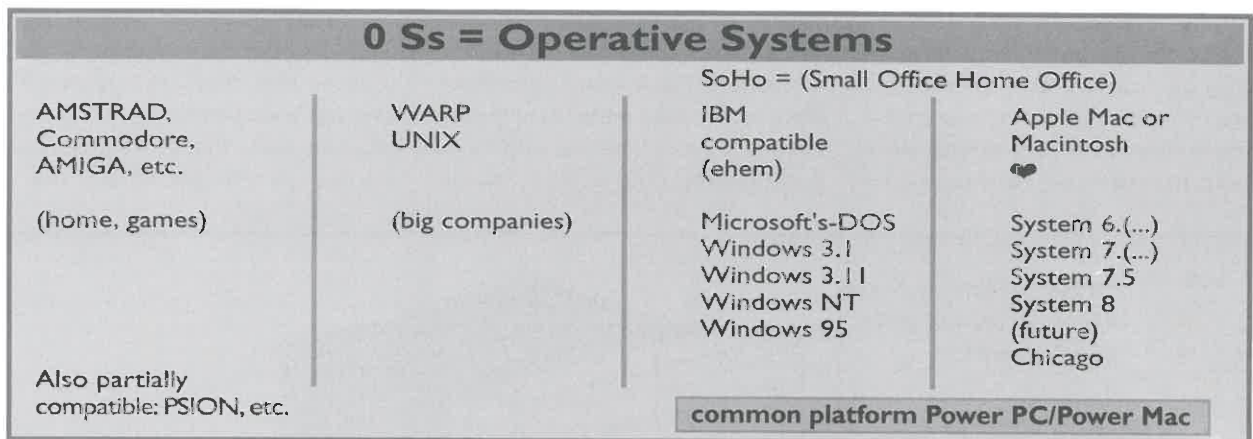 0 Ss = Operative Systems
SoHo = (Small Office Home Office)
AMSTRAD,
Commodore,
AMIGA, etc.
(home, games)
Also partially
compatible: PSION, etc.
WARP
UNIX
(big companies)
IBM
compatible
(ehem)
Microsoft's-DOS
Windows 3.1
Windows 3.11
Windows NT
Windows 95
Apple Mac or
Macintosh
System 6.(...)
System 7.(...)
System 7.5
System 8
(future)
Chicago
common platform Power PC/Power Mac